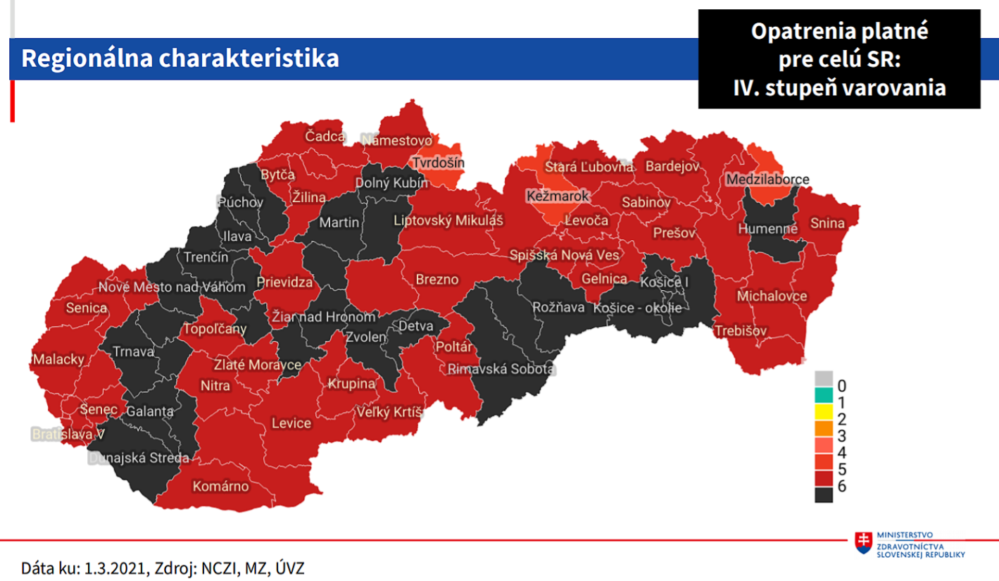 Opatrenia platné
pre celú SR:
IV. stupeň varovania
Regionálna charakteristika
Čadca
Námestovo
Tvrdošín
Stará Ľubovňa
Bardejov
Bytča
Dolný Kubín
Medzilaborce
Žilina
Kežmarok
Púchov
Sabinov
Martin
Liptovský Mikuláš
Levoča
Snina
Humenné
Ilava
Prešov
Trenčín
Spišská Nová Ves
Nové Mesto nad Váhom
Prievidza
Brezno
Gelnica
Košice I
Senica
Michalovce
Žiar nad Hronom
Rožňava
Košice - okolie
Topoľčany
Detva
Trebišov
Zvolen
Trnava
Poltár
Malacky
Zlaté Moravce
Rimavská Sobota
Nitra
Krupina
Senec
Galanta
Veľký Krtíš
Levice
Bratislava V
Dunajská Streda
Komárno
0
1
2
3
4
5
6
MINISTERSTVO
ZDRAVOTNÍCTVA
SLOVENSKEJ REPUBLIKY
Dáta ku: 1.3.2021, Zdroj: NCZI, MZ, ÚVZ